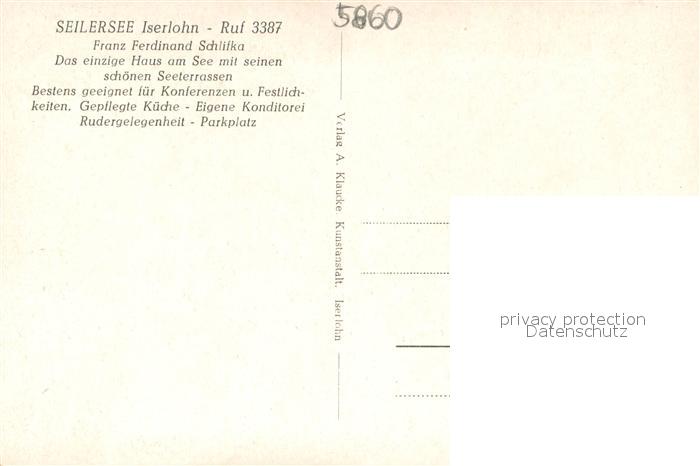 5860
SEILERSEE Iserlohn - Ruf 3387
Franz Ferdinand Schlifka
Das einzige Haus am See mit seinen
schönen Seeterrassen
Bestens geeignet für Konferenzen u. Festlich-
keiten. Gepflegte Küche - Eigene Konditorei
Rudergelegenheit - Parkplatz
Verlag A. Klaucke Kunstanstalt. Iserlohn
privacy protection
Datenschutz